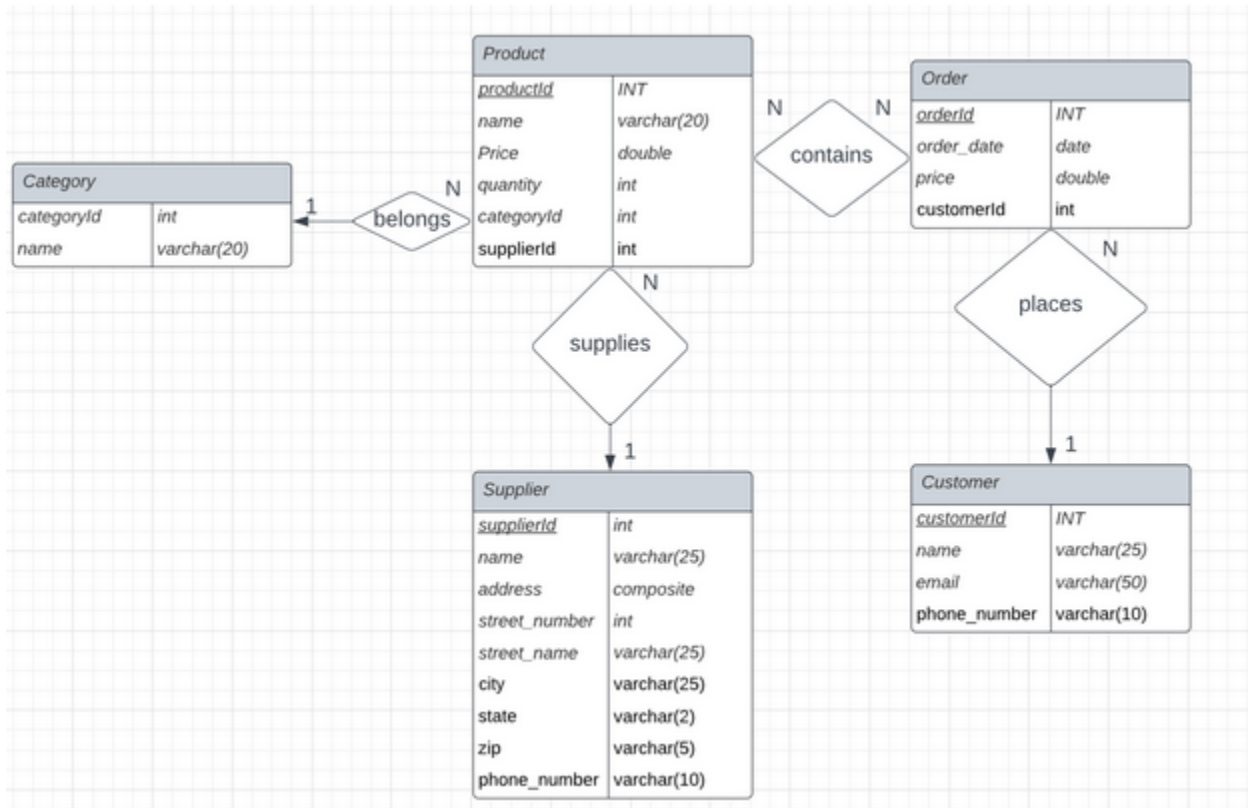 Product
productId INT
name varchar(20)
Price double
quantity int
categoryId int
supplierId int
Order
orderId INT
order_date date
price double
customerId int
N
N
contains
Category
categoryId int
name varchar(20)
1
belongs
N
N
supplies
1
N
places
1
Supplier
supplierId int
name varchar(25)
address composite
street_number int
street_name varchar(25)
city varchar(25)
state varchar(2)
zip varchar(5)
phone_number varchar(10)
Customer
customerId INT
name varchar(25)
email varchar(50)
phone_number varchar(10)